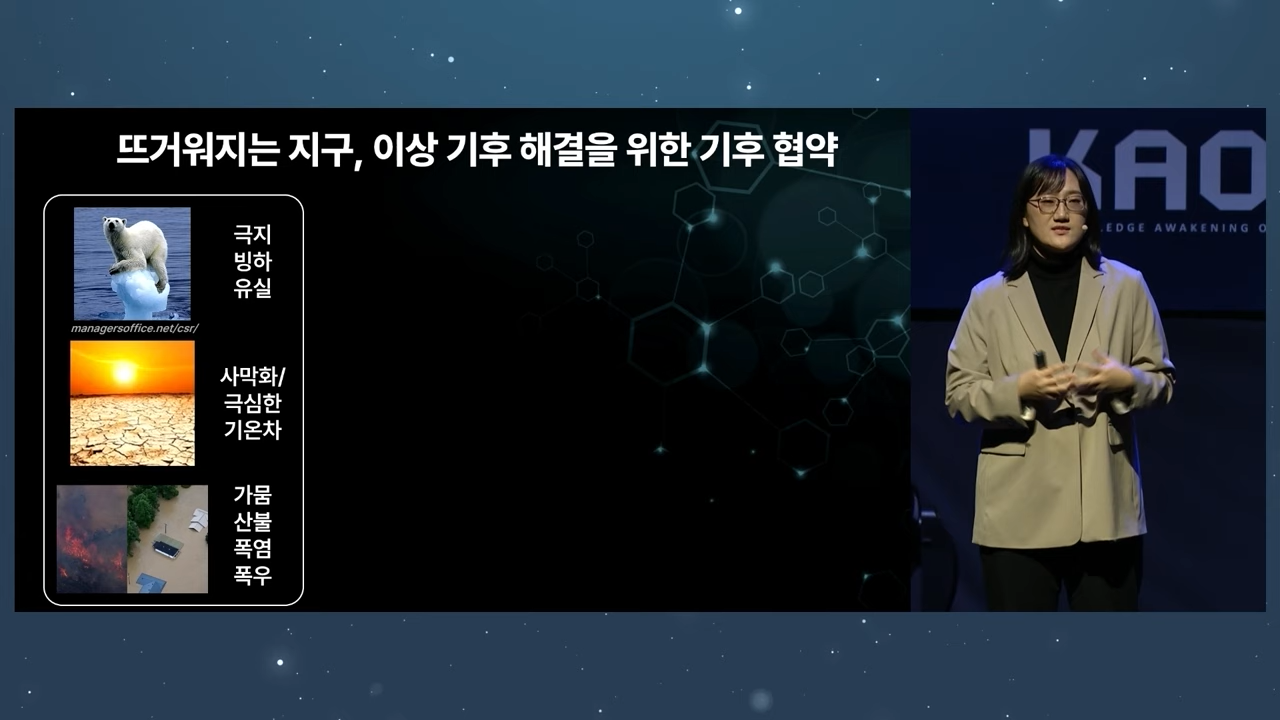 뜨거워지는 지구, 이상 기후 해결을 위한 기후 협약
극지
빙하
유실
managersoffice.net/csr/
사막화/
극심한
기온차
가뭄
산불
폭염
폭우
KAO
LEDGE AWAKENING O